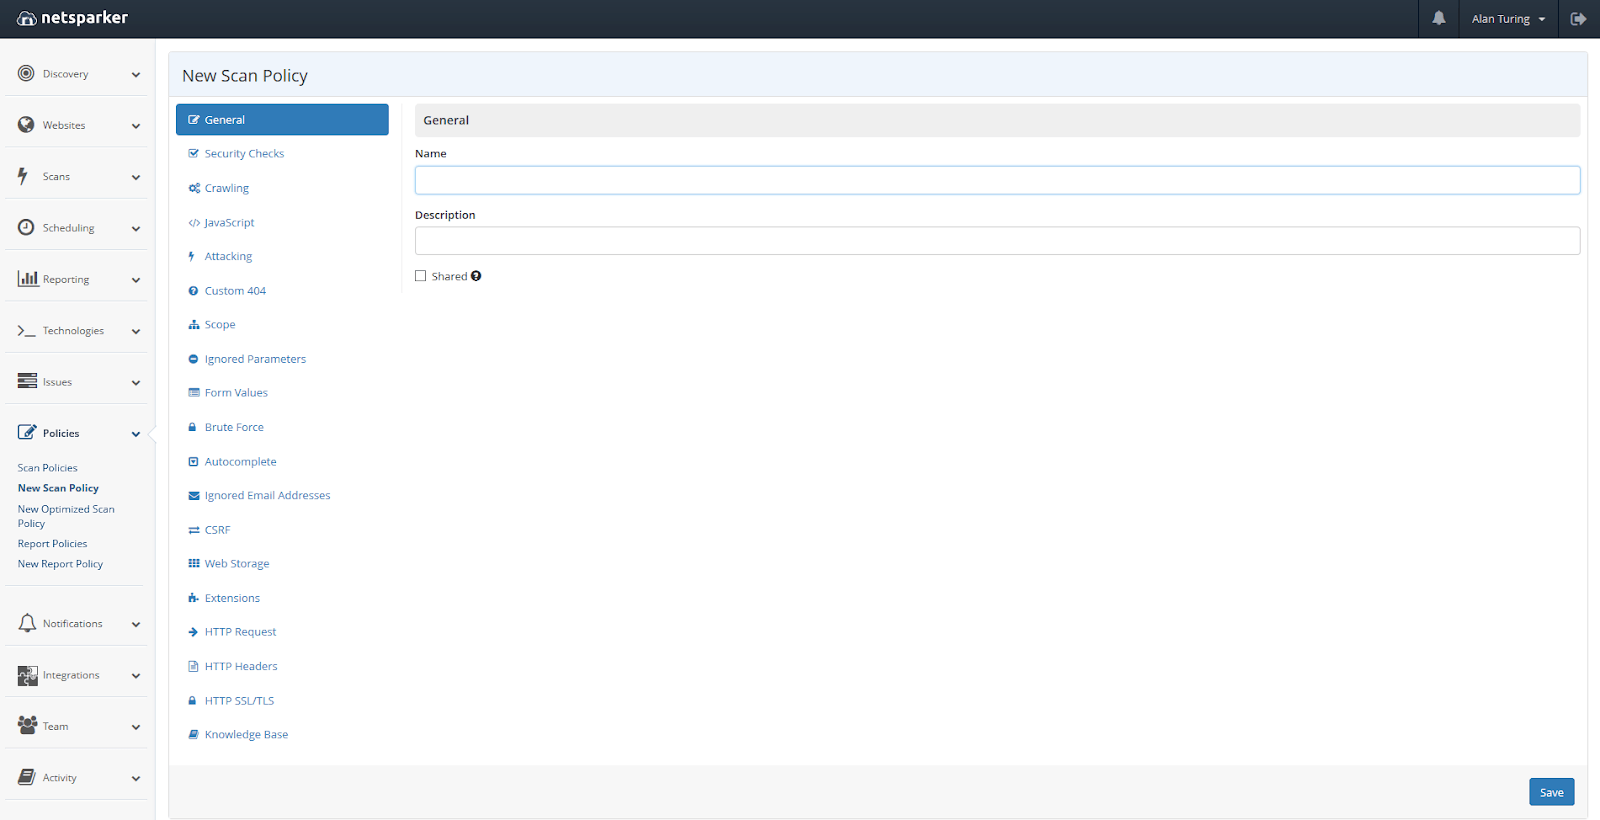 netsparker
Alan Turing
Discovery
Websites
Scans
Scheduling
Reporting
Technologies
Issues
Policies
Scan Policies
New Scan Policy
New Optimized Scan
Policy
Report Policies
New Report Policy
Notifications
Integrations
Team
Activity
New Scan Policy
General
Security Checks
Crawling
JavaScript
Attacking
Custom 404
Scope
Ignored Parameters
Form Values
Brute Force
Autocomplete
Ignored Email Addresses
CSRF
Web Storage
Extensions
HTTP Request
HTTP Headers
HTTP SSL/TLS
Knowledge Base
General
Name
Description
Shared
Save